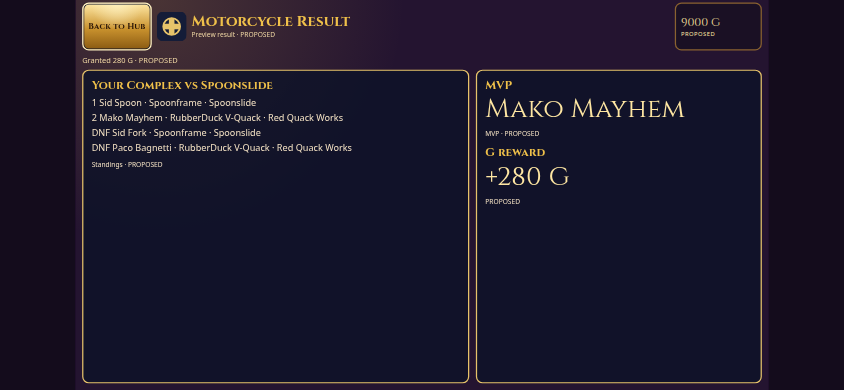 BACK TO HUB
MOTORCYCLE RESULT
Preview result · PROPOSED
9000 G
PROPOSED
Granted 280 G · PROPOSED
YOUR COMPLEX VS SPOONSLIDE
1 Sid Spoon · Spoonframe · Spoonslide
2 Mako Mayhem · RubberDuck V-Quack · Red Quack Works
DNF Sid Fork · Spoonframe · Spoonslide
DNF Paco Bagnetti · RubberDuck V-Quack · Red Quack Works
Standings · PROPOSED
MVP
MAKO MAYHEM
MVP · PROPOSED
G REWARD
+280 G
PROPOSED